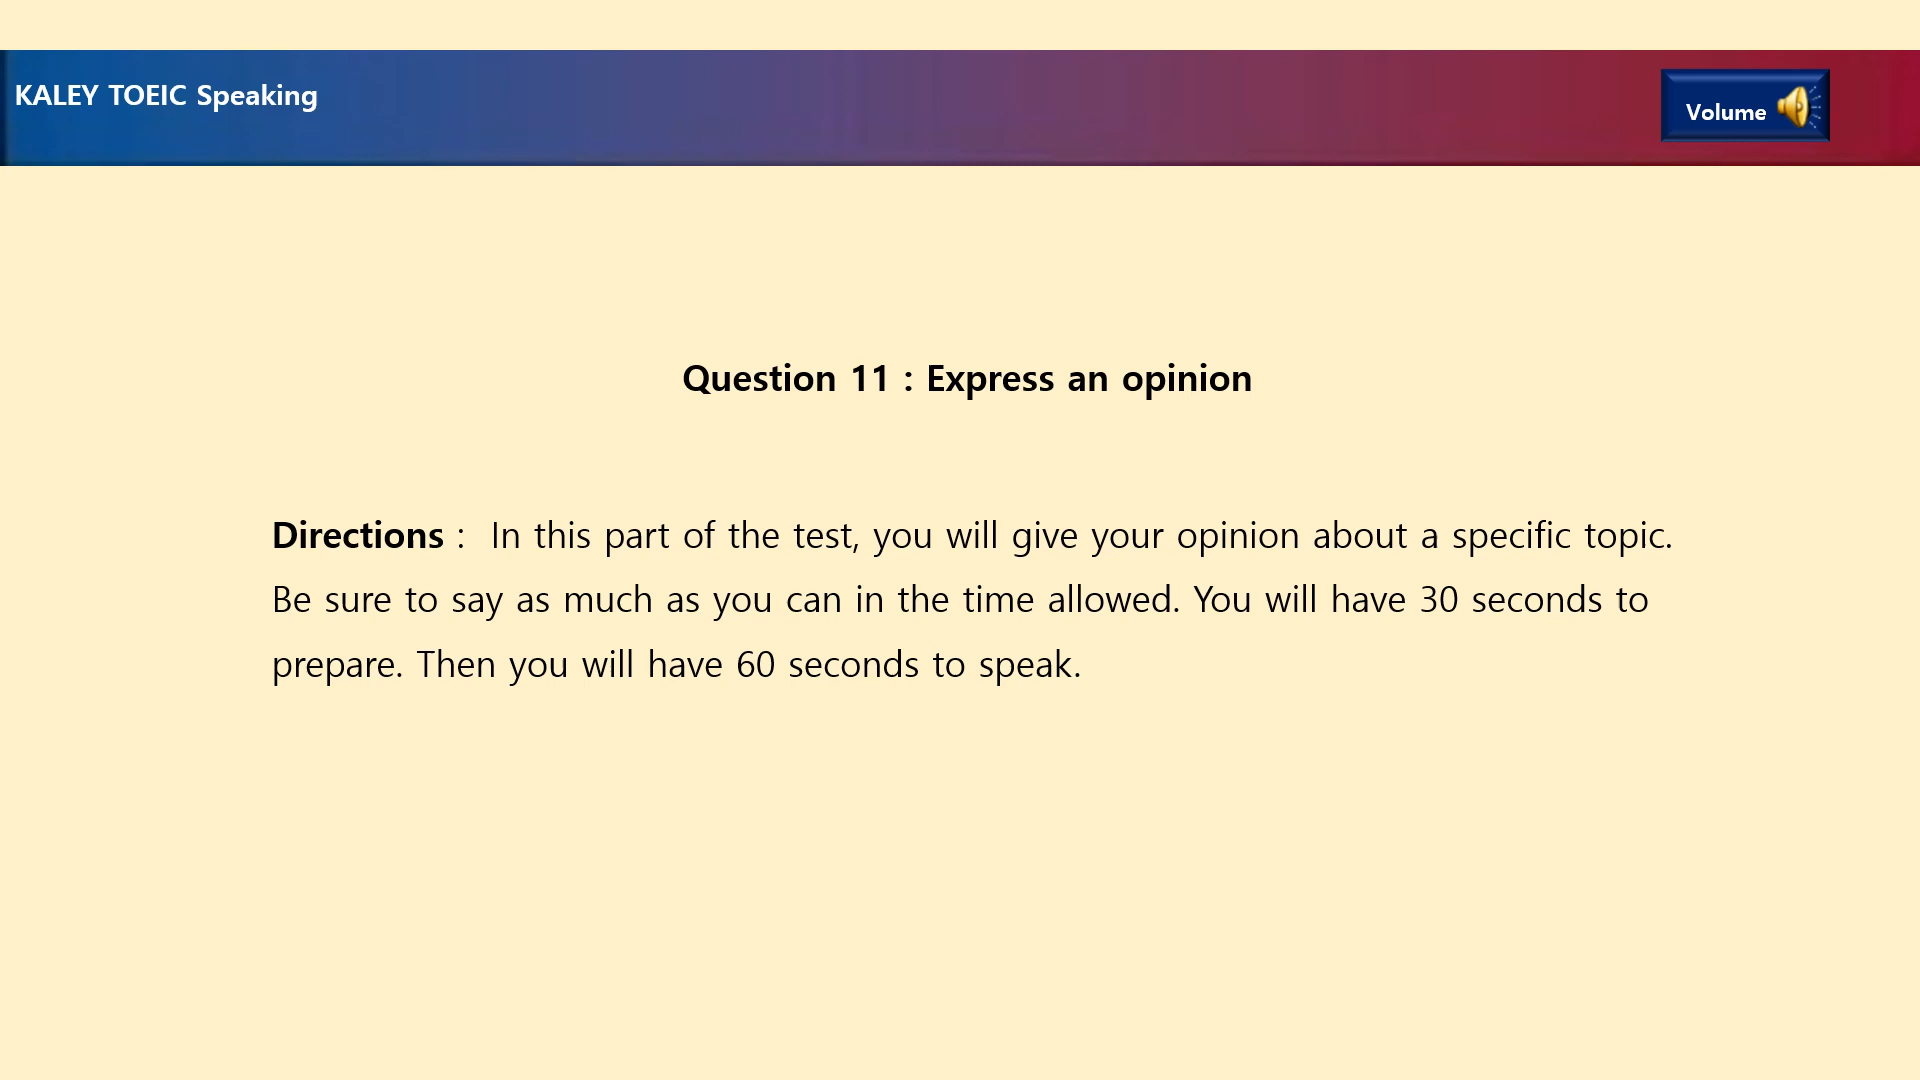 KALEY TOEIC Speaking
Volume
Question 11 : Express an opinion
Directions : In this part of the test, you will give your opinion about a specific topic.
Be sure to say as much as you can in the time allowed. You will have 30 seconds to
prepare. Then you will have 60 seconds to speak.